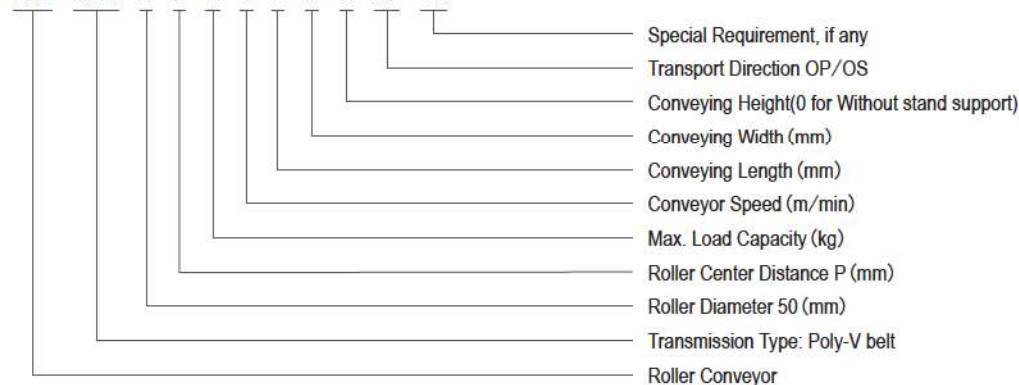 Special Requirement, if any
Transport Direction OP/OS
Conveying Height(0 for Without stand support)
Conveying Width (mm)
Conveying Length (mm)
Conveyor Speed (m/min)
Max. Load Capacity (kg)
Roller Center Distance P (mm)
Roller Diameter 50 (mm)
Transmission Type: Poly-V belt
Roller Conveyor